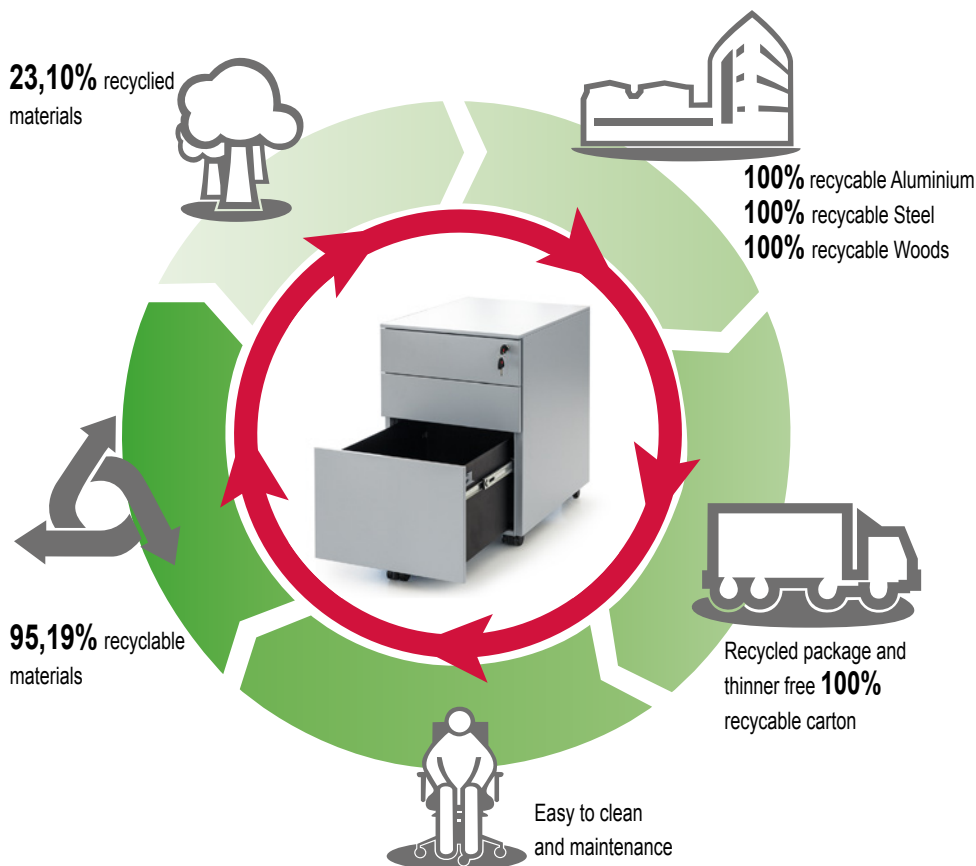 23,10% recyclied
materials
100% recycable Aluminium
100% recycable Steel
100% recycable Woods
Recycled package and
thinner free 100%
recycable carton
Easy to clean
and maintenance
95,19% recyclable
materials